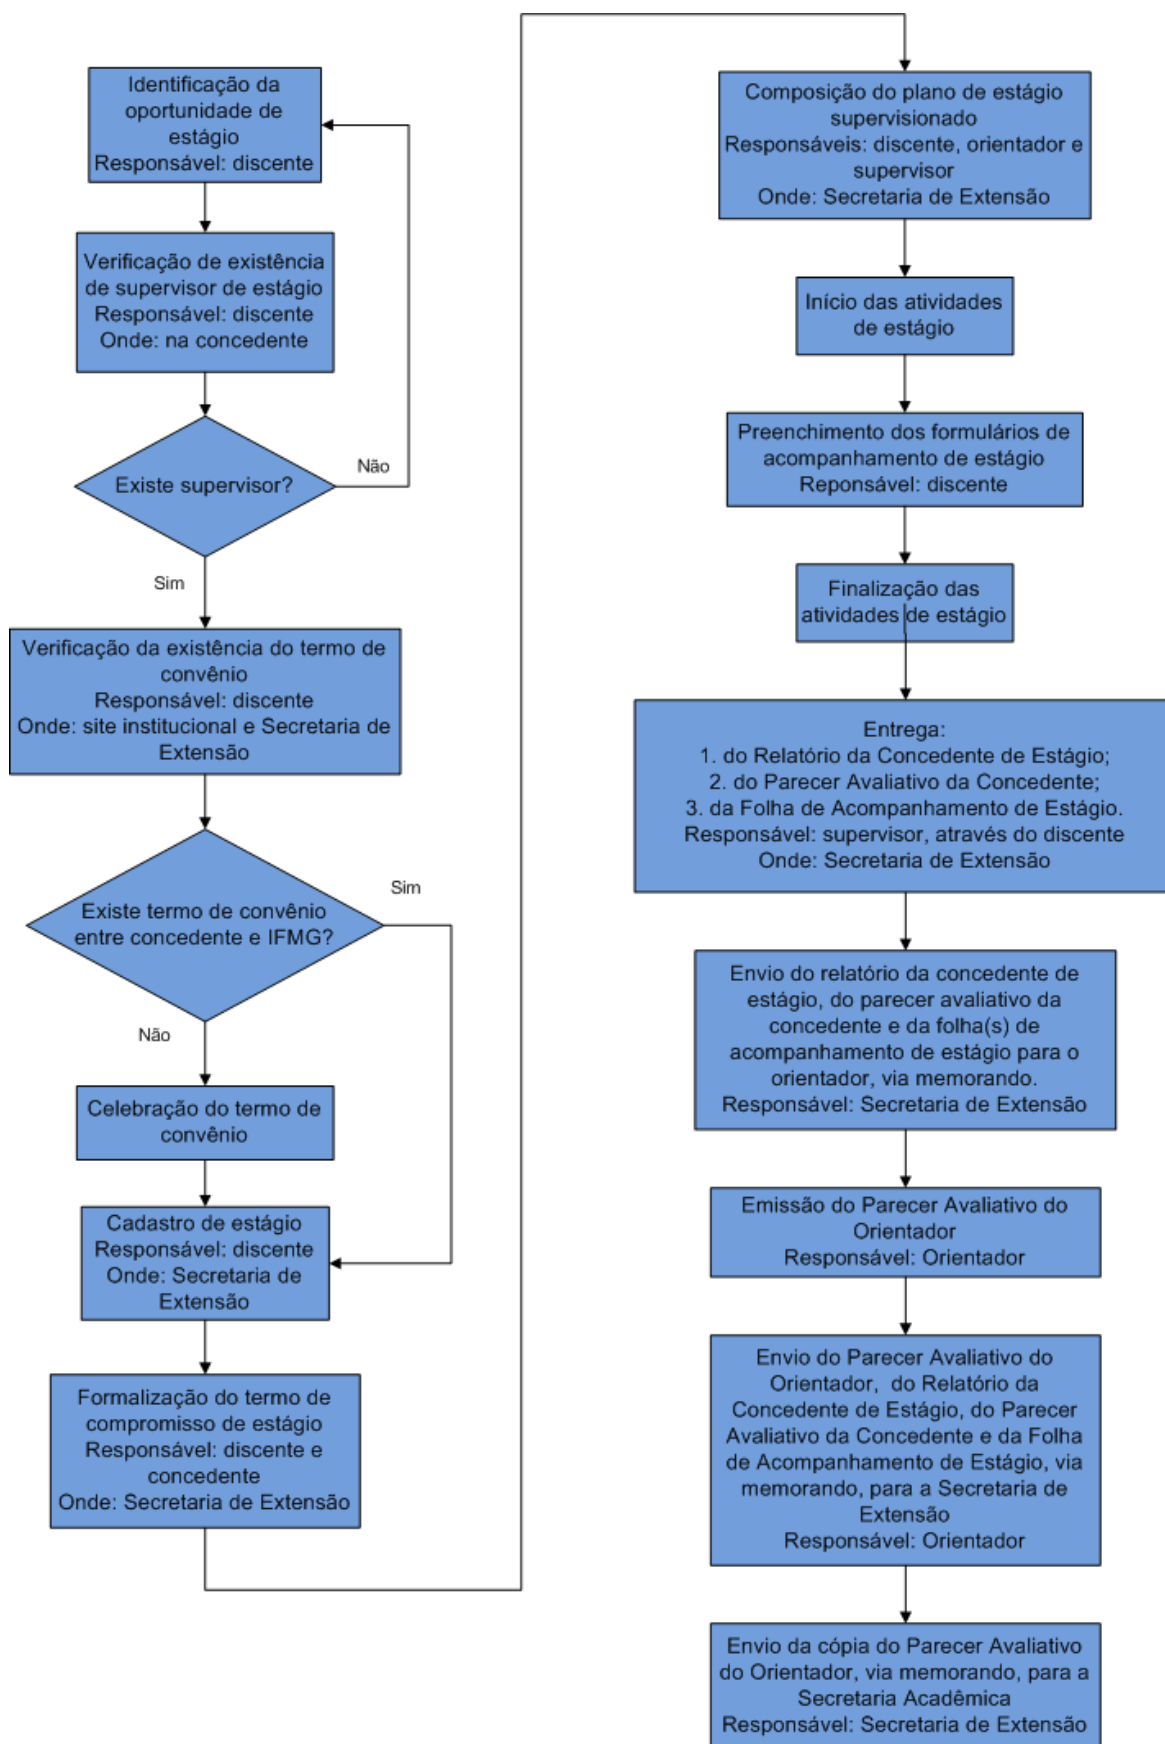 Identificação da
oportunidade de
estágio
Responsável: discente
Verificação de existência
de supervisor de estágio
Responsável: discente
Onde: na concedente
Existe supervisor?
Não
Sim
Verificação da existência do termo de
convênio
Responsável: discente
Onde: site institucional e Secretaria de
Extensão
Existe termo de convênio
entre concedente e IFMG?
Sim
Não
Celebração do termo de
convênio
Cadastro de estágio
Responsável: discente
Onde: Secretaria de
Extensão
Formalização do termo de
compromisso de estágio
Responsável: discente e
concedente
Onde: Secretaria de Extensão
Composição do plano de estágio
supervisionado
Responsáveis: discente, orientador e
supervisor
Onde: Secretaria de Extensão
Início das atividades
de estágio
Preenchimento dos formulários de
acompanhamento de estágio
Reponsável: discente
Finalização das
atividades de estágio
Entrega:
1. do Relatório da Concedente de Estágio;
2. do Parecer Avaliativo da Concedente;
3. da Folha de Acompanhamento de Estágio.
Responsável: supervisor, através do discente
Onde: Secretaria de Extensão
Envio do relatório da concedente de
estágio, do parecer avaliativo da
concedente e da folha(s) de
acompanhamento de estágio para o
orientador, via memorando.
Responsável: Secretaria de Extensão
Emissão do Parecer Avaliativo do
Orientador
Responsável: Orientador
Envio do Parecer Avaliativo do
Orientador, do Relatório da
Concedente de Estágio, do Parecer
Avaliativo da Concedente e da Folha
de Acompanhamento de Estágio, via
memorando, para a Secretaria de
Extensão
Responsável: Orientador
Envio da cópia do Parecer Avaliativo
do Orientador, via memorando, para a
Secretaria Acadêmica
Responsável: Secretaria de Extensão